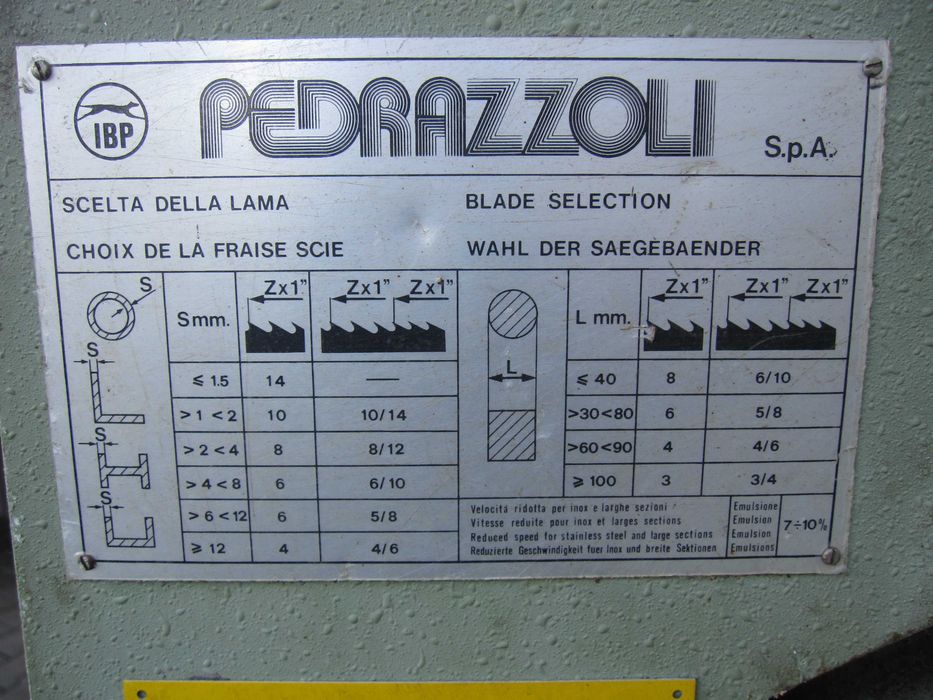 IBP
PEDRAZZOLI
S.p.A.
SCELTA DELLA LAMA
BLADE SELECTION
CHOIX DE LA FRAISE SCIE
WAHL DER SAEGEBAENDER
S
S
S
S
S mm. Zx1" Zx1" Zx1"
≤ 1.5 14 —
>1 <2 10 10/14
>2 <4 8 8/12
>4 <8 6 6/10
>6 <12 6 5/8
≥ 12 4 4/6
L
L mm. Zx1" Zx1" Zx1"
≤ 40 8 6/10
>30<80 6 5/8
>60<90 4 4/6
≥ 100 3 3/4
Velocità ridotta per inox e larghe sezioni
Vitesse reduite pour inox et larges sections
Reduced speed for stainless steel and large sections
Reduzierte Geschwindigkeit fuer Inox und breite Sektionen
Emulsione
Emulsion
Emulsion
Emulsions
7÷10%